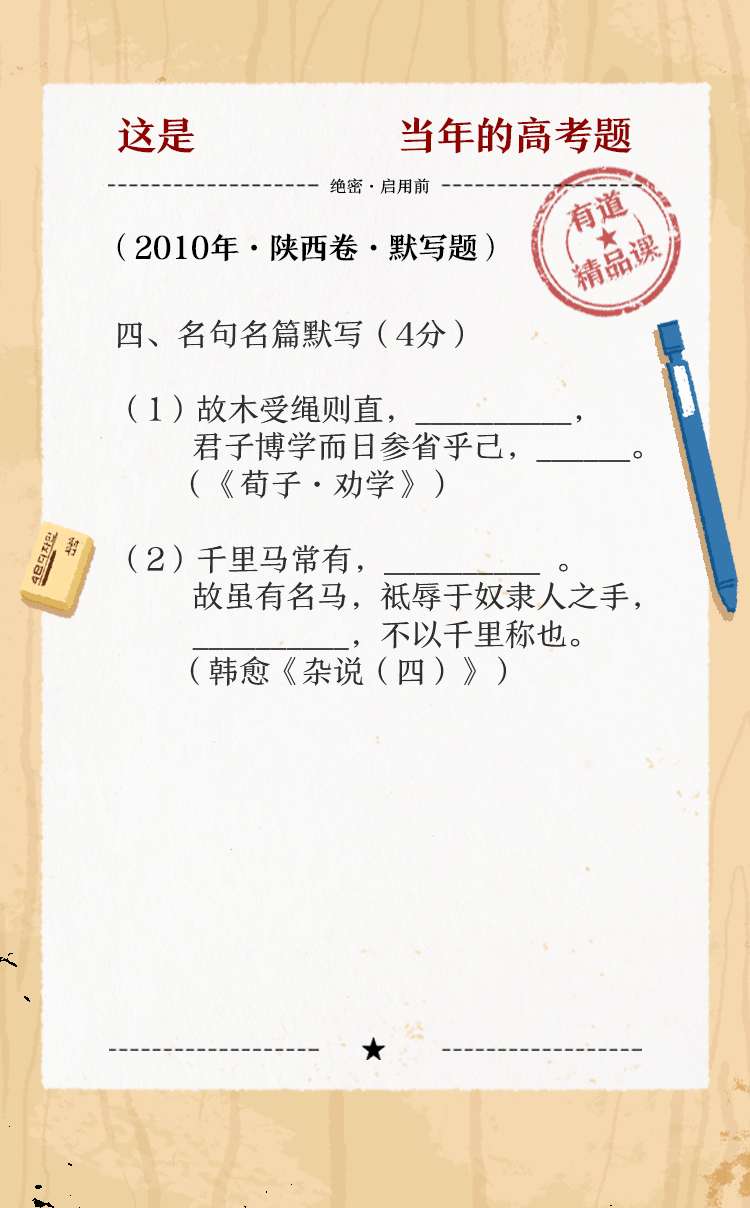 这是 当年的高考题
绝密·启用前
有道
精品课
（2010年·陕西卷·默写题）
四、名句名篇默写（4分）
（1）故木受绳则直，__________，
君子博学而日参省乎己，______。
（《荀子·劝学》）
（2）千里马常有，__________ 。
故虽有名马，祗辱于奴隶人之手，
__________，不以千里称也。
（韩愈《杂说（四）》）